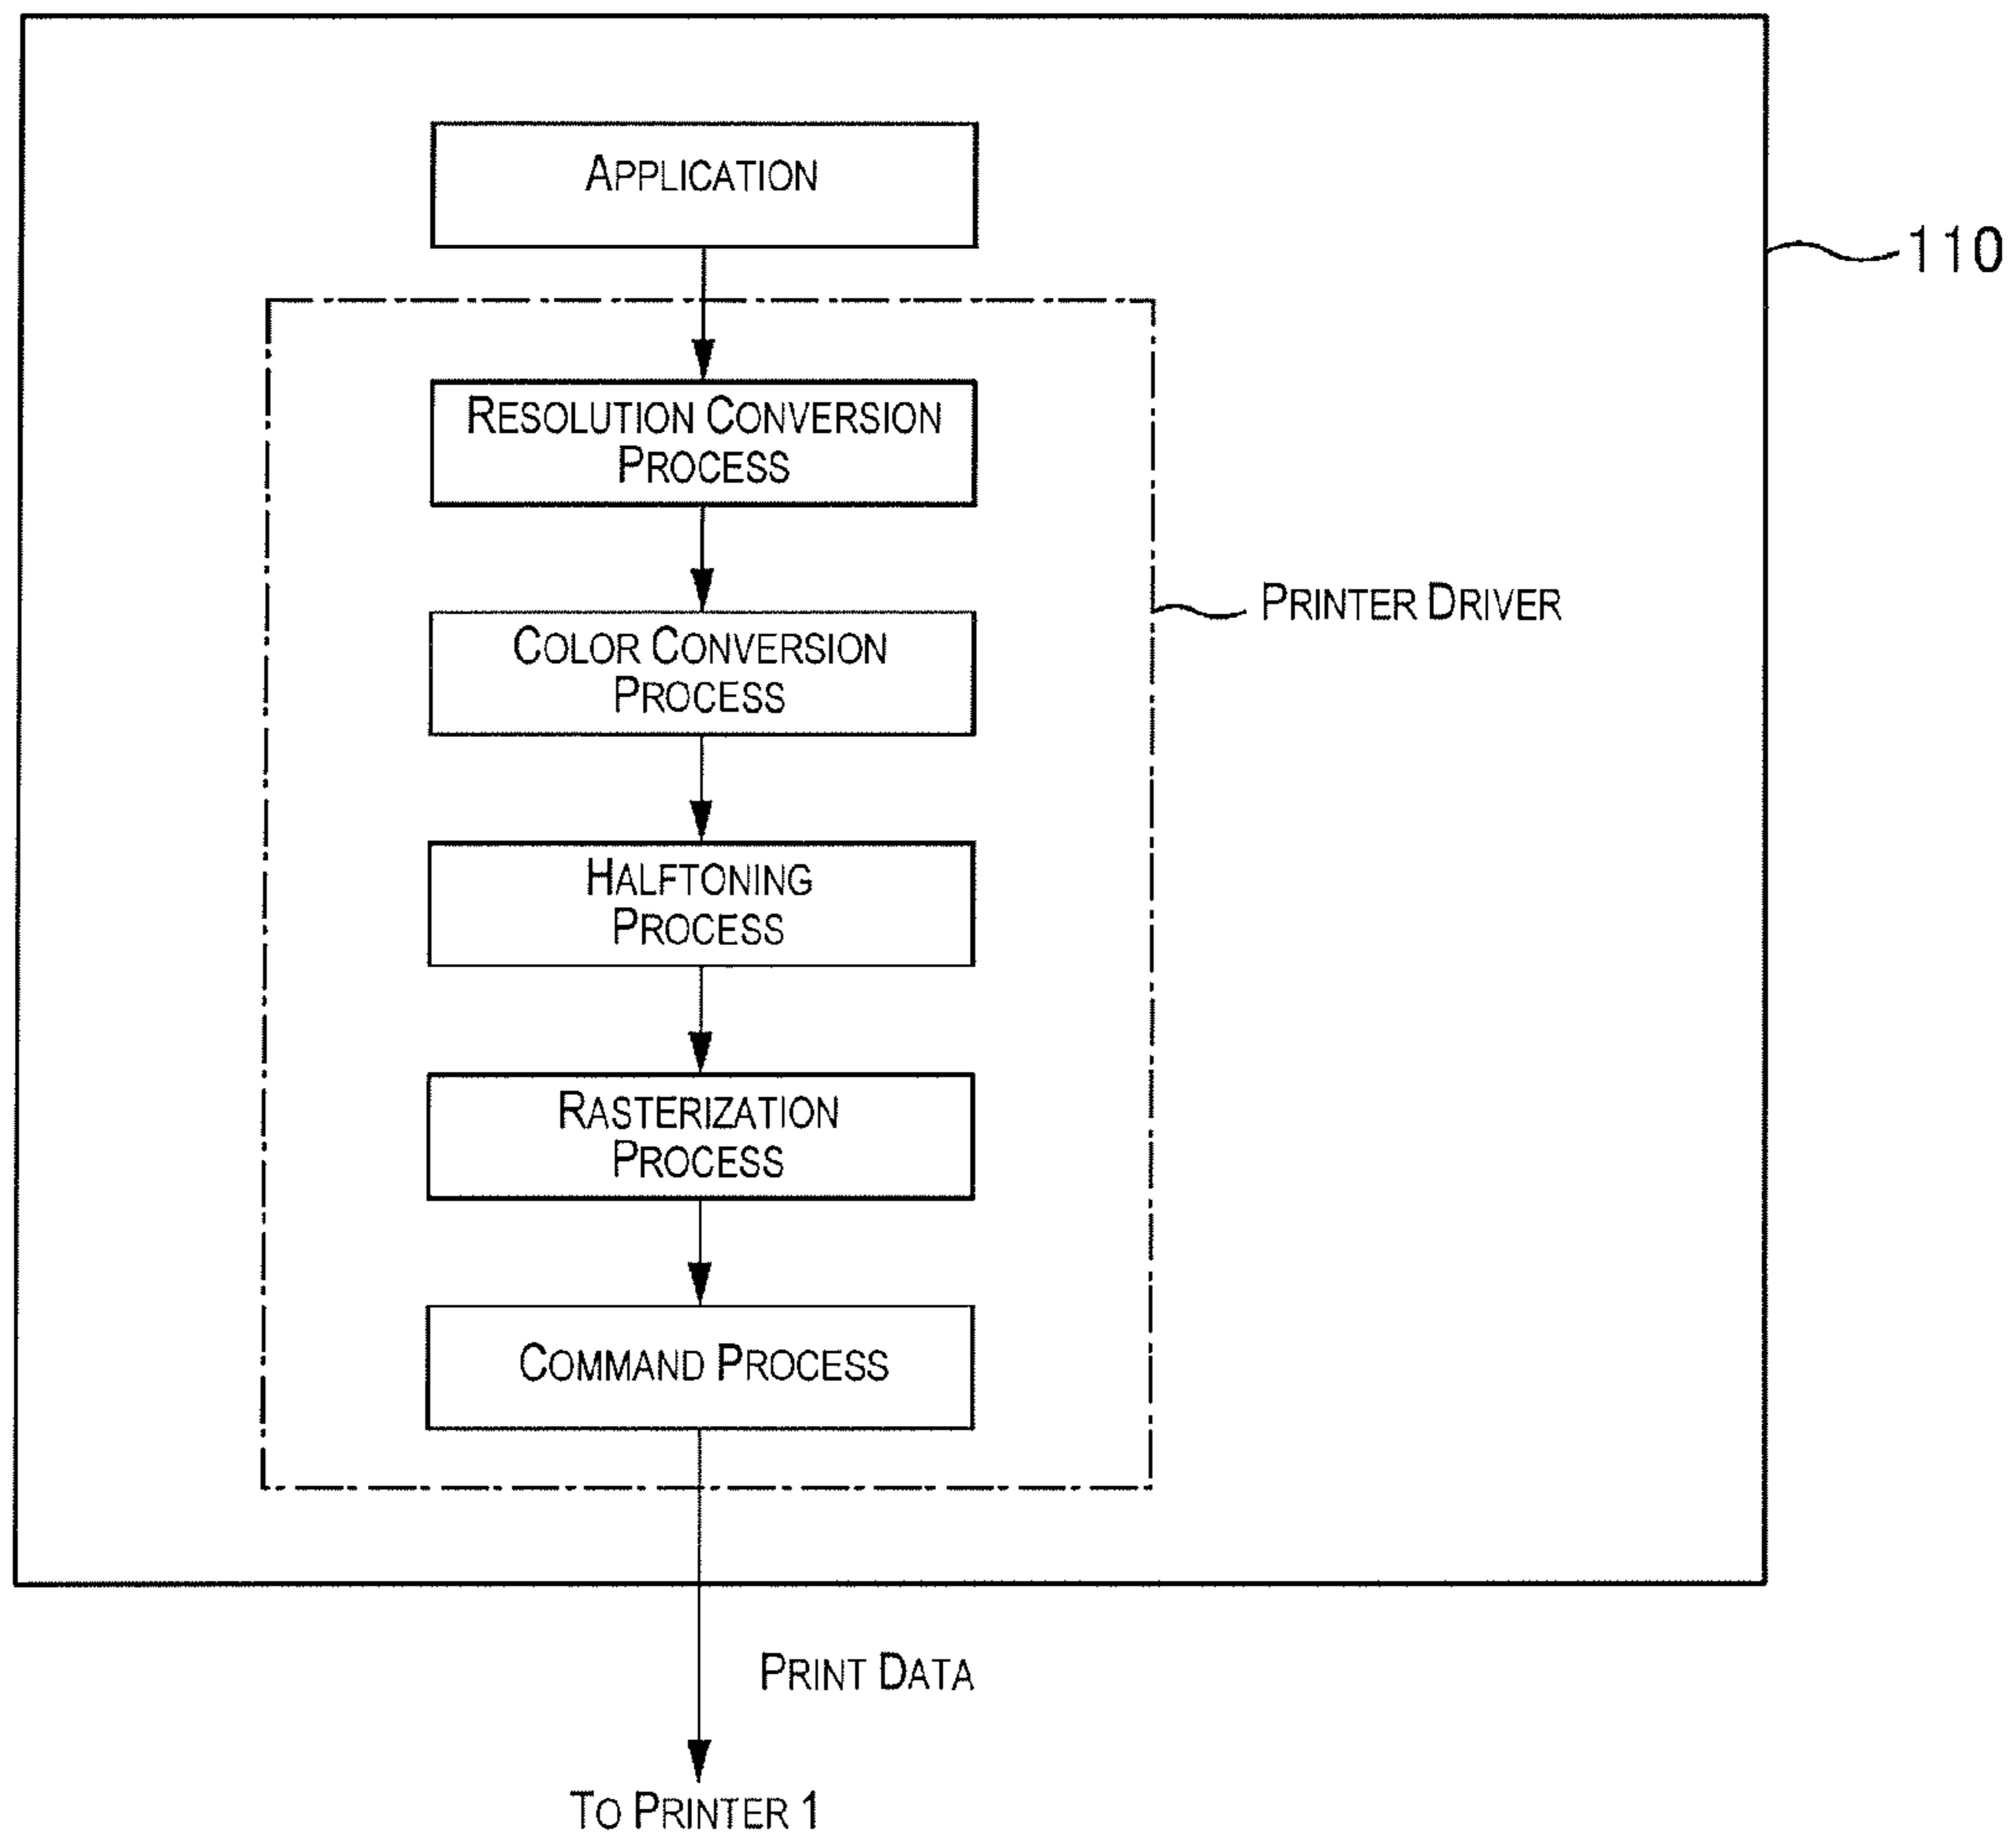 APPLICATION
110
RESOLUTION CONVERSION
PROCESS
COLOR CONVERSION
PROCESS
PRINTER DRIVER
HALFTONING
PROCESS
RASTERIZATION
PROCESS
COMMAND PROCESS
PRINT DATA
TO PRINTER 1